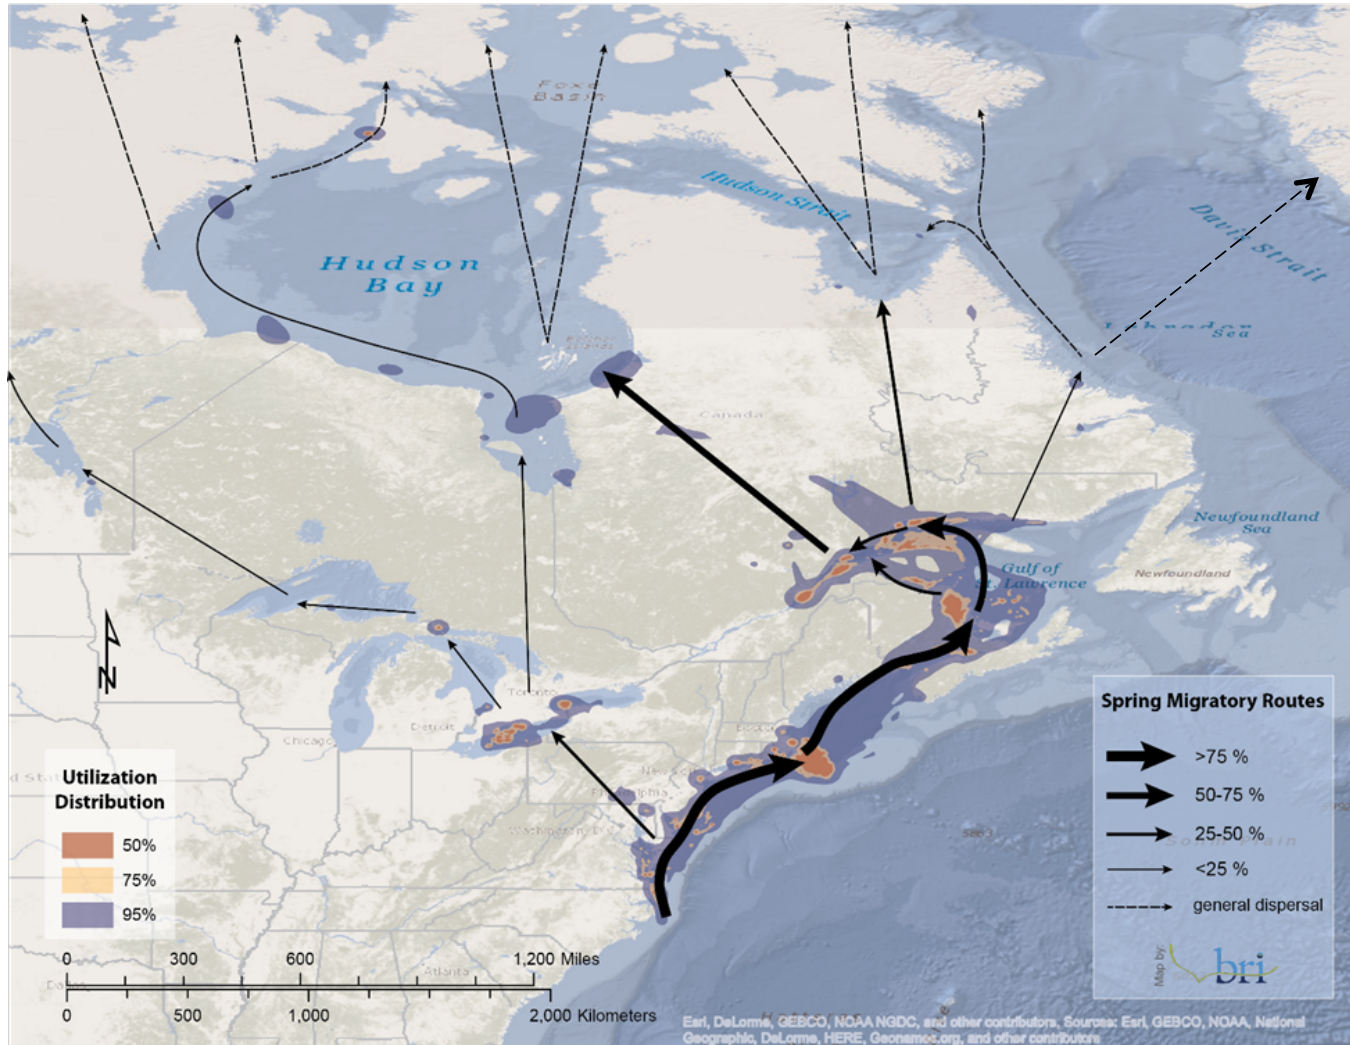 Foxe
Basin
Hudson Strait
Davis Strait
Hudson
Bay
Labrador
Sea
Canada
Newfoundland
Sea
Gulf of
St. Lawrence
Newfoundland
N
Toronto
Detroit
Chicago
Philadelphia
Washington D.C.
Atlanta
Spring Migratory Routes
>75 %
50-75 %
25-50 %
<25 %
general dispersal
Map by:
bri
Utilization
Distribution
50%
75%
95%
0 300 600 1,200 Miles
0 500 1,000 2,000 Kilometers
Esri, DeLorme, GEBCO, NOAA NGDC, and other contributors, Sources: Esri, GEBCO, NOAA, National
Geographic, DeLorme, HERE, Geonames.org, and other contributors